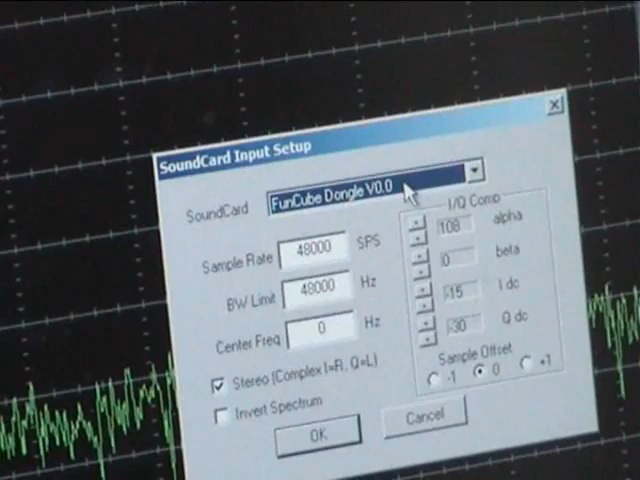 SoundCard Input Setup
SoundCard FunCube Dongle V0.0
Sample Rate 48000 SPS
BW Limit 48000 Hz
Center Freq 0 Hz
Stereo (Complex I=R, Q=L)
Invert Spectrum
OK Cancel
I/Q Comp
108 alpha
0 beta
-15 I dc
-30 Q dc
Sample Offset
-1 0 +1